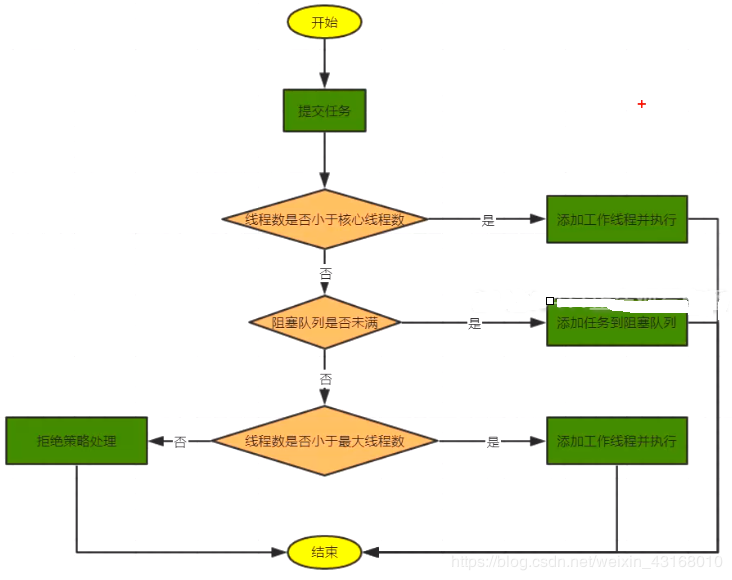 开始
提交任务
线程数是否小于核心线程数
是
添加工作线程并执行
否
阻塞队列是否未满
是
添加任务到阻塞队列
否
拒绝策略处理
否
线程数是否小于最大线程数
是
添加工作线程并执行
结束
https://blog.csdn.net/weixin_43168010